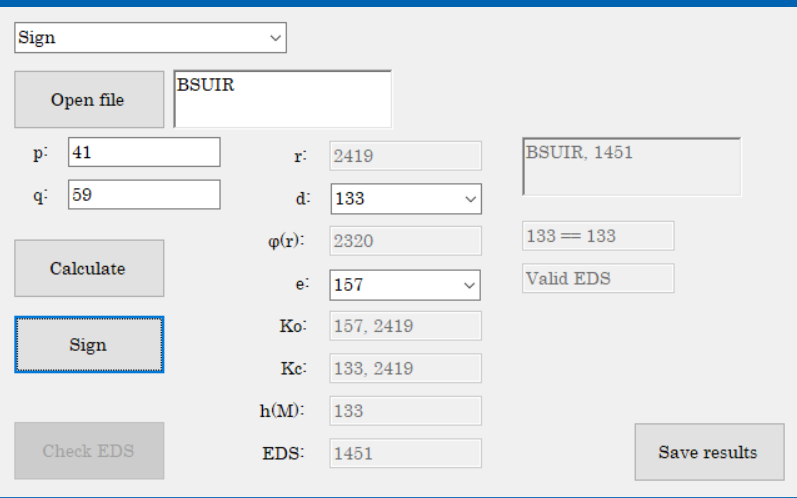 Sign
Open file
BSUIR
p: 41
r: 2419
BSUIR, 1451
q: 59
d: 133
φ(r): 2320
133 == 133
Calculate
e: 157
Valid EDS
Sign
Ko: 157, 2419
Kc: 133, 2419
h(M): 133
Check EDS
EDS: 1451
Save results